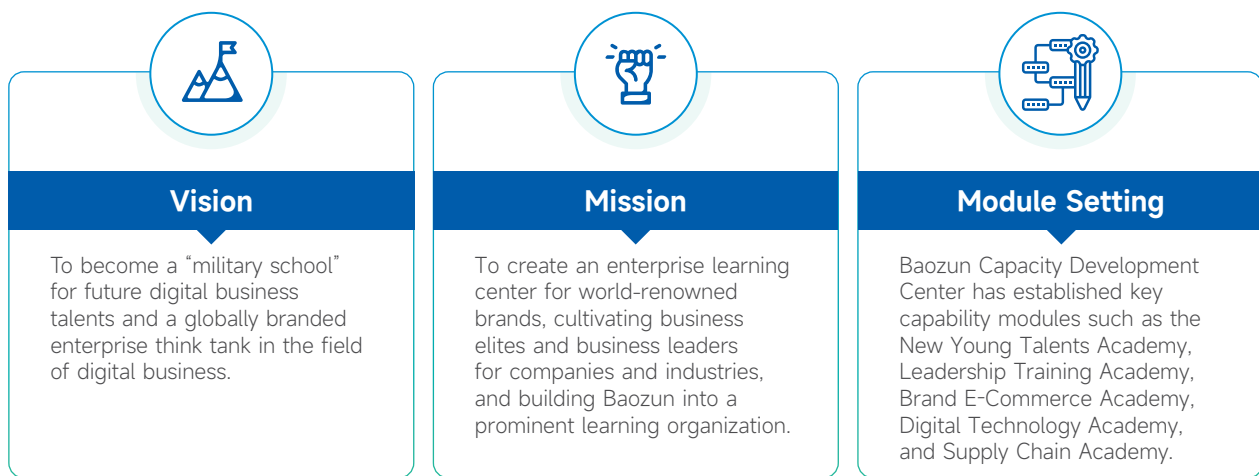 Vision
To become a “military school”
for future digital business
talents and a globally branded
enterprise think tank in the field
of digital business.
Mission
To create an enterprise learning
center for world-renowned
brands, cultivating business
elites and business leaders
for companies and industries,
and building Baozun into a
prominent learning organization.
Module Setting
Baozun Capacity Development
Center has established key
capability modules such as the
New Young Talents Academy,
Leadership Training Academy,
Brand E-Commerce Academy,
Digital Technology Academy,
and Supply Chain Academy.